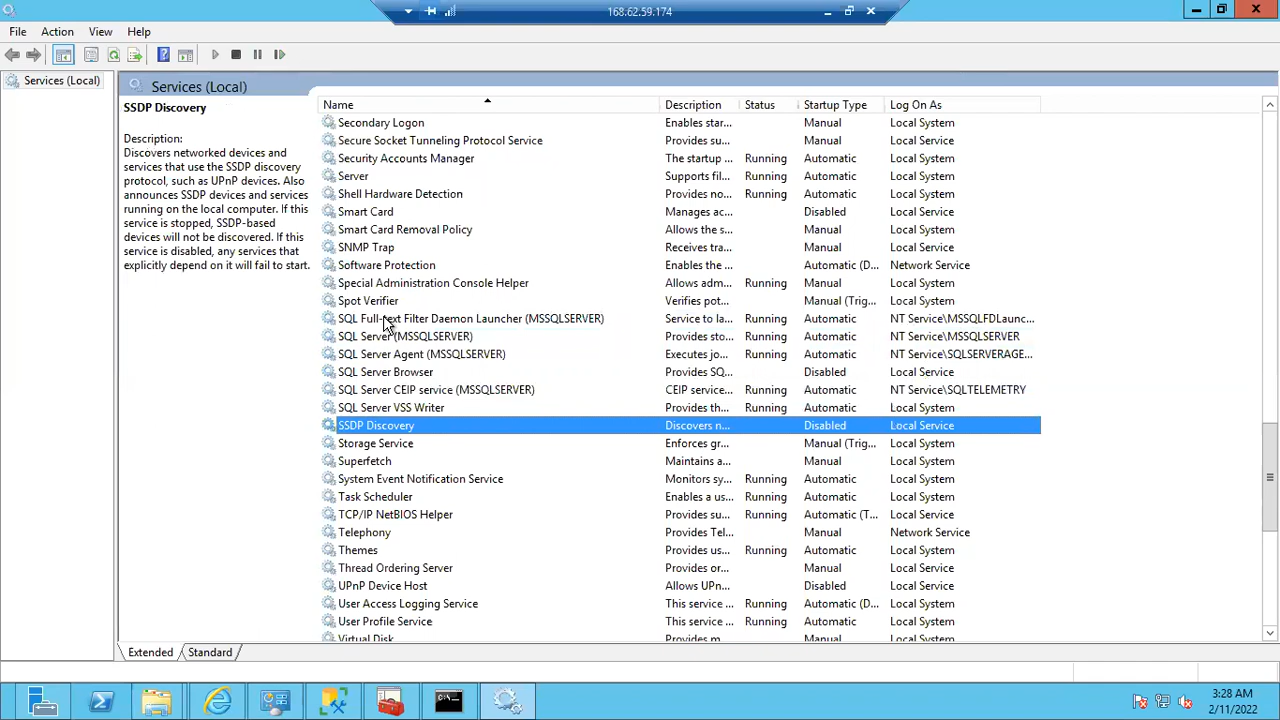 168.62.59.174
File Action View Help
Services (Local)
Services (Local)
SSDP Discovery
Description:
Discovers networked devices and
services that use the SSDP discovery
protocol, such as UPnP devices. Also
announces SSDP devices and services
running on the local computer. If this
service is stopped, SSDP-based
devices will not be discovered. If this
service is disabled, any services that
explicitly depend on it will fail to start.
Name Description Status Startup Type Log On As
Secondary Logon Enables star... Manual Local System
Secure Socket Tunneling Protocol Service Provides su... Manual Local Service
Security Accounts Manager The startup ... Running Automatic Local System
Server Supports fil... Running Automatic Local System
Shell Hardware Detection Provides no... Running Automatic Local System
Smart Card Manages ac... Disabled Local Service
Smart Card Removal Policy Allows the s... Manual Local System
SNMP Trap Receives tra... Manual Local Service
Software Protection Enables the ... Automatic (D... Network Service
Special Administration Console Helper Allows adm... Running Manual Local System
Spot Verifier Verifies pot... Manual (Trig... Local System
SQL Full-text Filter Daemon Launcher (MSSQLSERVER) Service to la... Running Manual NT Service\MSSQLFDLaunc...
SQL Server (MSSQLSERVER) Provides sto... Running Automatic NT Service\MSSQLSERVER
SQL Server Agent (MSSQLSERVER) Executes jo... Running Automatic NT Service\SQLSERVERAGE...
SQL Server Browser Provides SQ... Disabled Local Service
SQL Server CEIP service (MSSQLSERVER) CEIP service... Running Automatic NT Service\SQLTELEMETRY
SQL Server VSS Writer Provides th... Running Automatic Local System
SSDP Discovery Discovers n... Disabled Local Service
Storage Service Enforces gr... Manual (Trig... Local System
Superfetch Maintains a... Manual Local System
System Event Notification Service Monitors sy... Running Automatic Local System
Task Scheduler Enables a us... Running Automatic Local System
TCP/IP NetBIOS Helper Provides su... Running Automatic (T... Local Service
Telephony Provides Tel... Manual Network Service
Themes Provides us... Running Automatic Local System
Thread Ordering Server Provides or... Manual Local Service
UPnP Device Host Allows UPn... Disabled Local Service
User Access Logging Service This service ... Running Automatic (D... Local System
User Profile Service This service ... Running Automatic Local System
Virtual Disk Provides m... Manual Local System
Extended Standard
3:28 AM
2/11/2022